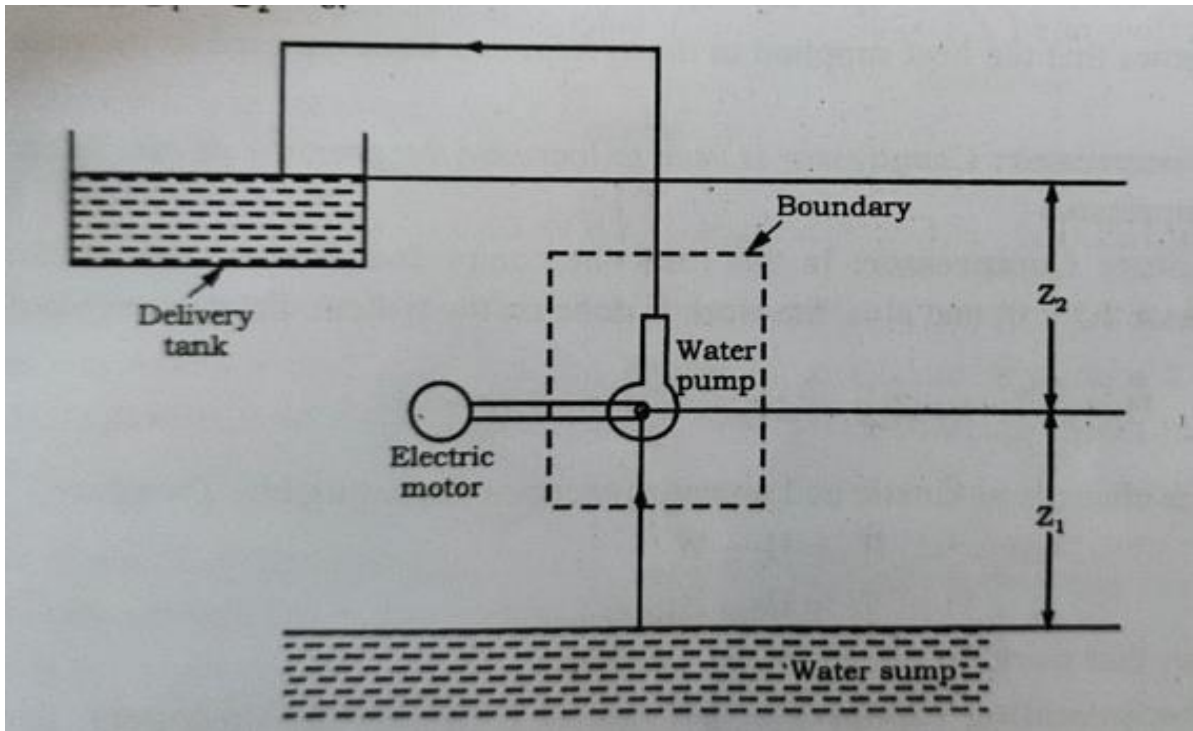 Boundary
Z₂
Delivery
tank
Water
pump
Electric
motor
Z₁
Water sump